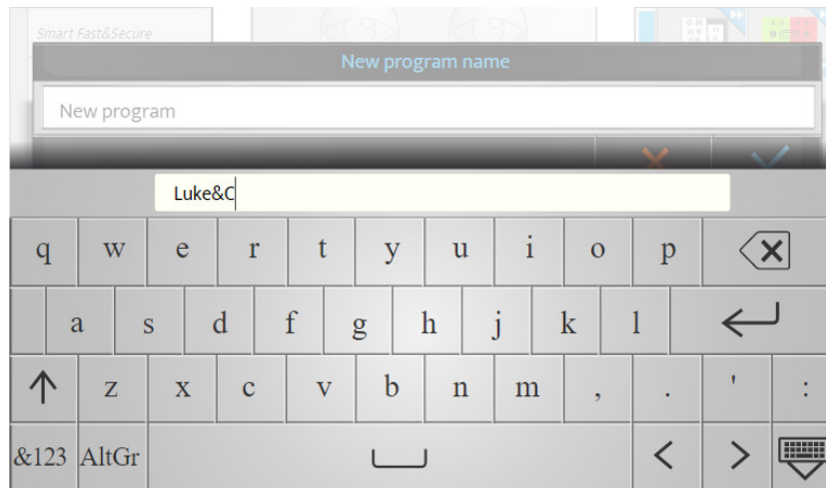 Smart Fast&Secure
New program name
New program
Luke&C
q w e r t y u i o p
a s d f g h j k l
z x c v b n m , . ' :
&123 AltGr < >